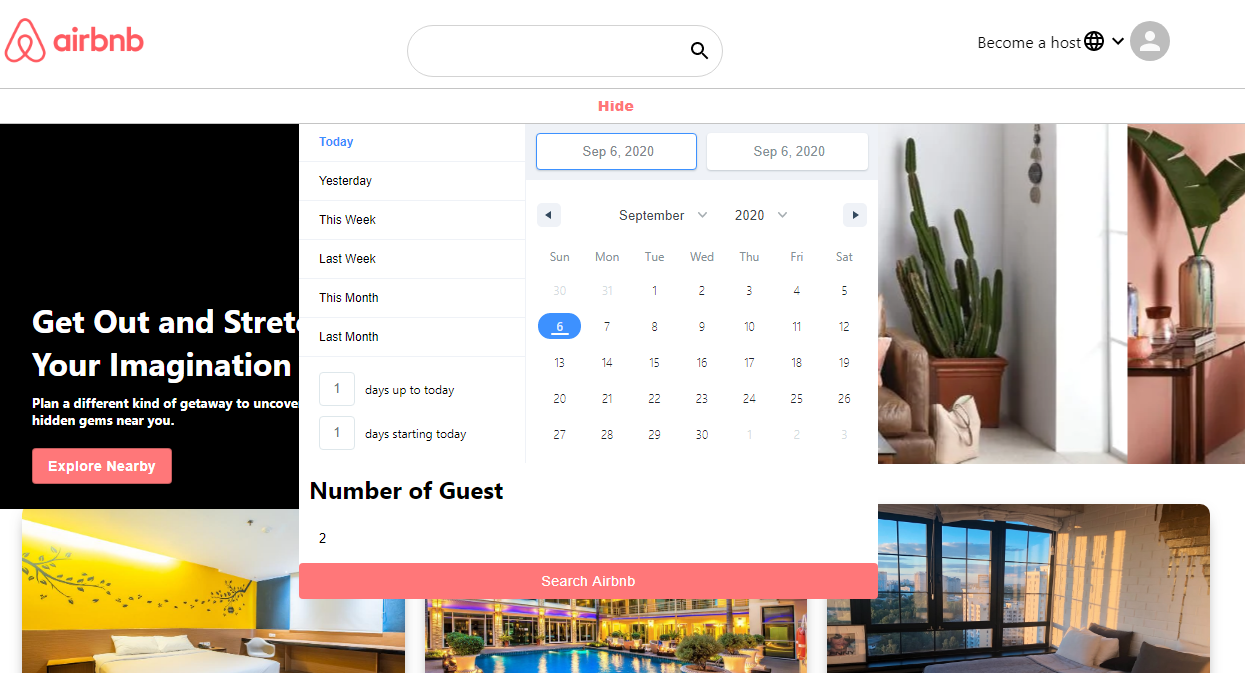 airbnb
Become a host
Hide
Get Out and Stret
Your Imagination
Plan a different kind of getaway to uncove
hidden gems near you.
Explore Nearby
Today
Yesterday
This Week
Last Week
This Month
Last Month
1 days up to today
1 days starting today
Sep 6, 2020 Sep 6, 2020
September 2020
Sun Mon Tue Wed Thu Fri Sat
30 31 1 2 3 4 5
6 7 8 9 10 11 12
13 14 15 16 17 18 19
20 21 22 23 24 25 26
27 28 29 30 1 2 3
Number of Guest
2
Search Airbnb